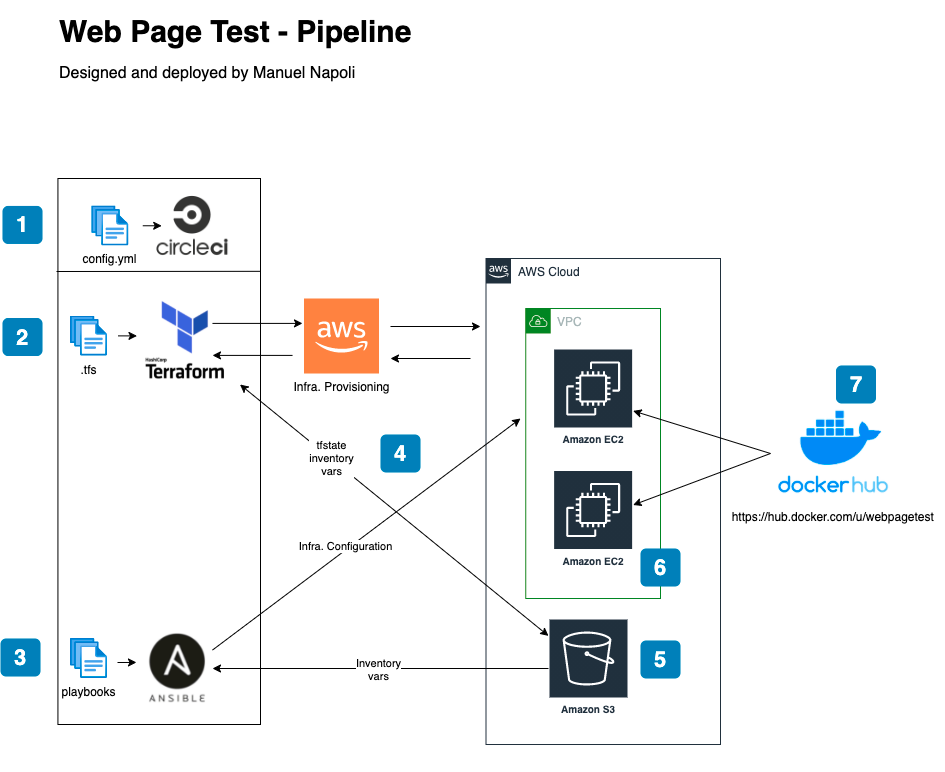 Web Page Test - Pipeline
Designed and deployed by Manuel Napoli
1
config.yml
circleci
2
.tfs
HashiCorp
Terraform
aws
Infra. Provisioning
aws
AWS Cloud
VPC
Amazon EC2
Amazon EC2
6
7
dockerhub
https://hub.docker.com/u/webpagetest
tfstate
inventory
vars
4
Infra. Configuration
3
playbooks
ANSIBLE
Inventory
vars
5
Amazon S3